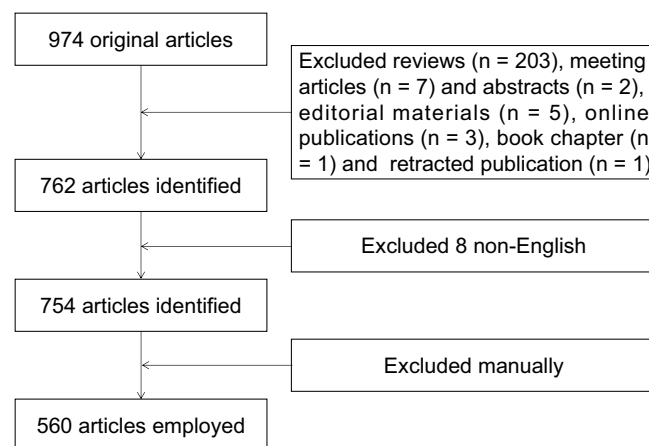 974 original articles
Excluded reviews (n = 203), meeting
articles (n = 7) and abstracts (n = 2),
editorial materials (n = 5), online
publications (n = 3), book chapter (n
= 1) and retracted publication (n = 1)
762 articles identified
Excluded 8 non-English
754 articles identified
Excluded manually
560 articles employed